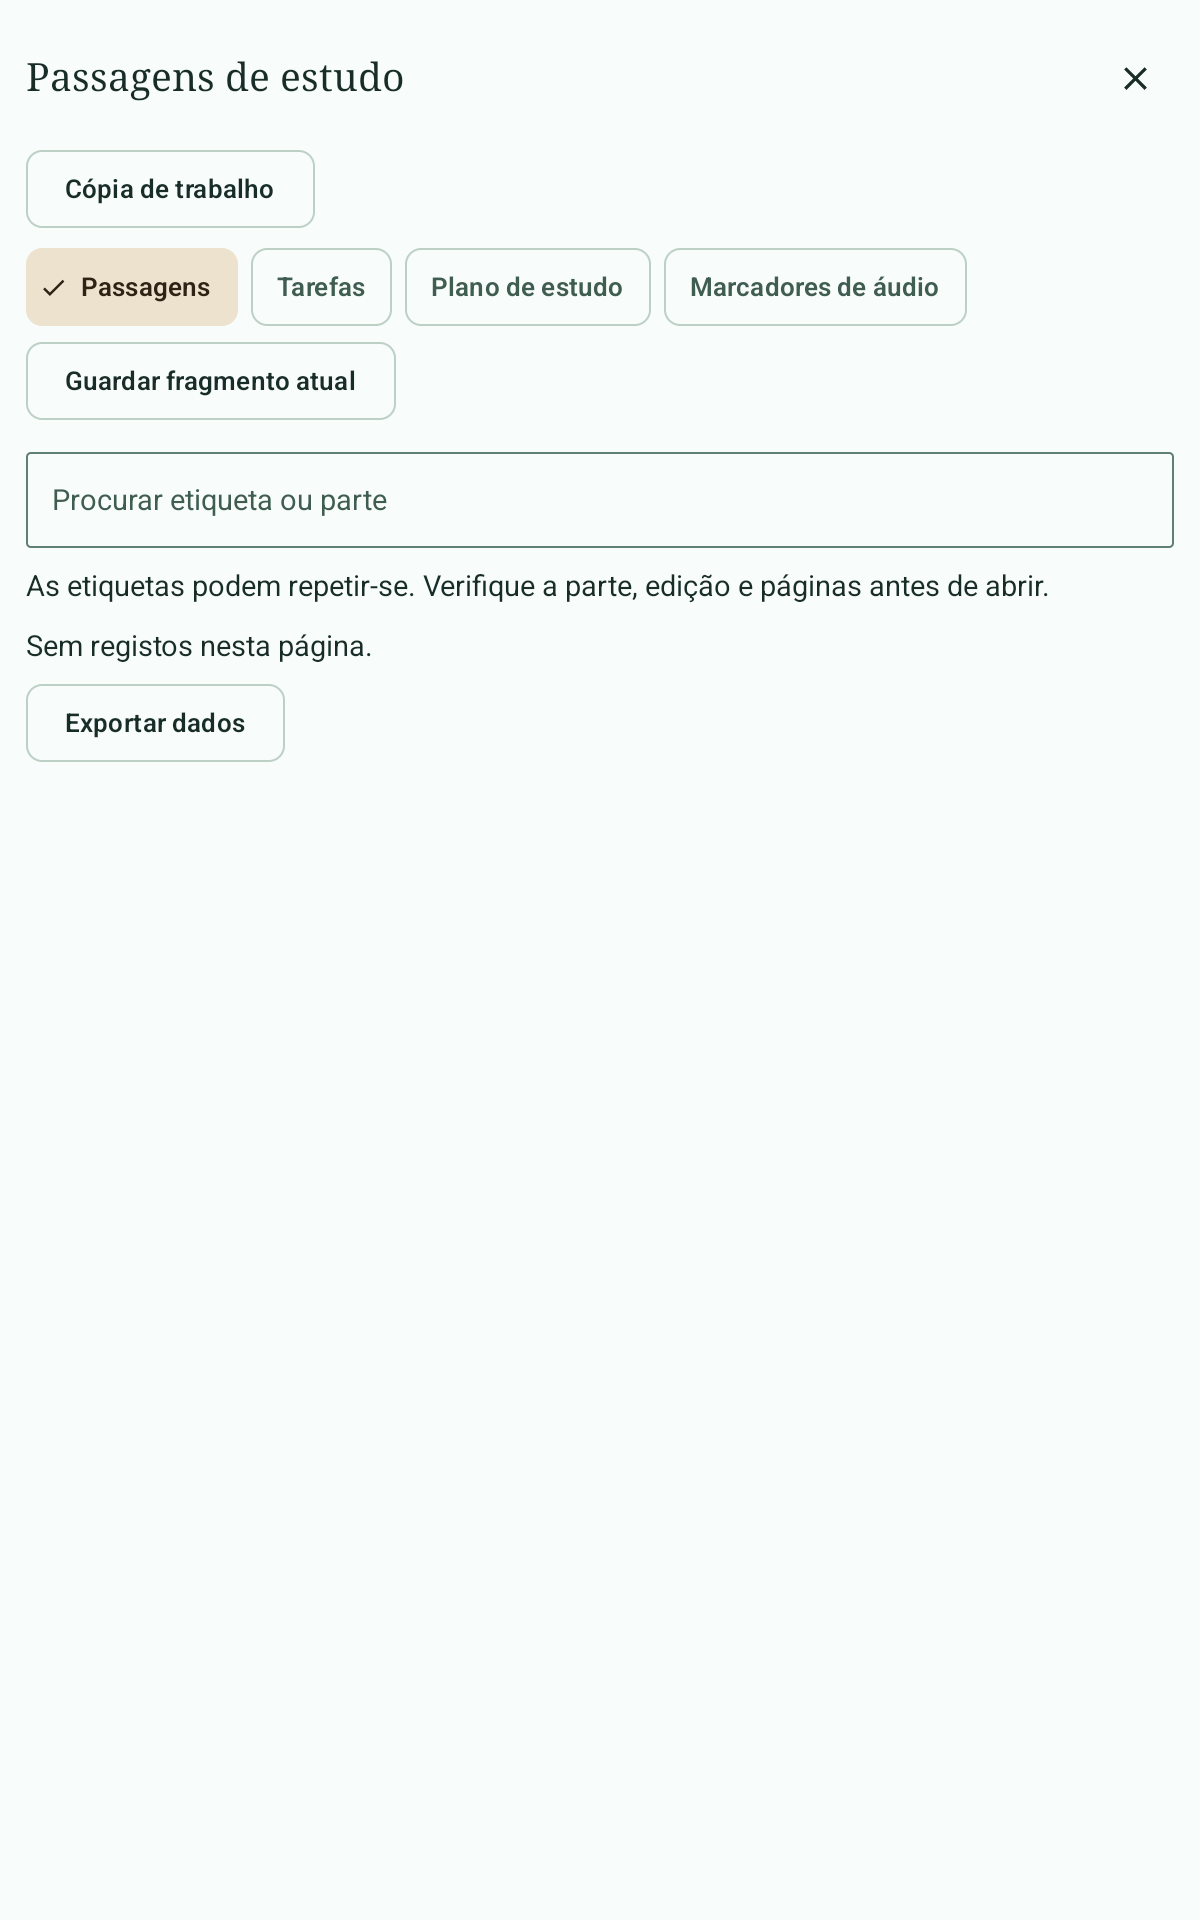 Passagens de estudo
Cópia de trabalho
Passagens
Tarefas
Plano de estudo
Marcadores de áudio
Guardar fragmento atual
Procurar etiqueta ou parte
As etiquetas podem repetir-se. Verifique a parte, edição e páginas antes de abrir.
Sem registos nesta página.
Exportar dados